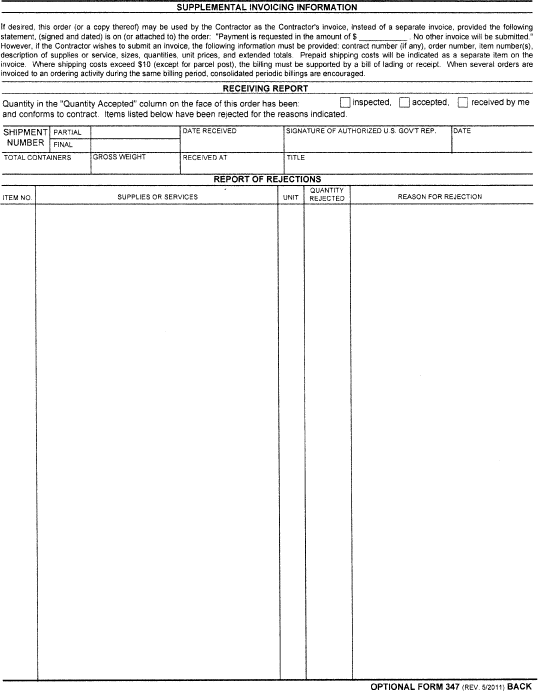 SUPPLEMENTAL INVOICING INFORMATION
If desired, this order (or a copy thereof) may be used by the Contractor as the Contractor's invoice, instead of a separate invoice, provided the following
statement, (signed and dated) is on (or attached to) the order: "Payment is requested in the amount of $ __________ . No other invoice will be submitted."
However, if the Contractor wishes to submit an invoice, the following information must be provided: contract number (if any), order number, item number(s),
description of supplies or service, sizes, quantities, unit prices, and extended totals. Prepaid shipping costs will be indicated as a separate item on the
invoice. Where shipping costs exceed $10 (except for parcel post), the billing must be supported by a bill of lading or receipt. When several orders are
invoiced to an ordering activity during the same billing period, consolidated periodic billings are encouraged.
RECEIVING REPORT
Quantity in the "Quantity Accepted" column on the face of this order has been: inspected, accepted, received by me
and conforms to contract. Items listed below have been rejected for the reasons indicated.
SHIPMENT NUMBER
PARTIAL
FINAL
DATE RECEIVED
SIGNATURE OF AUTHORIZED U.S. GOV'T REP.
DATE
TOTAL CONTAINERS
GROSS WEIGHT
RECEIVED AT
TITLE
REPORT OF REJECTIONS
ITEM NO.
SUPPLIES OR SERVICES
UNIT
QUANTITY
REJECTED
REASON FOR REJECTION
OPTIONAL FORM 347 (REV. 5/2011) BACK